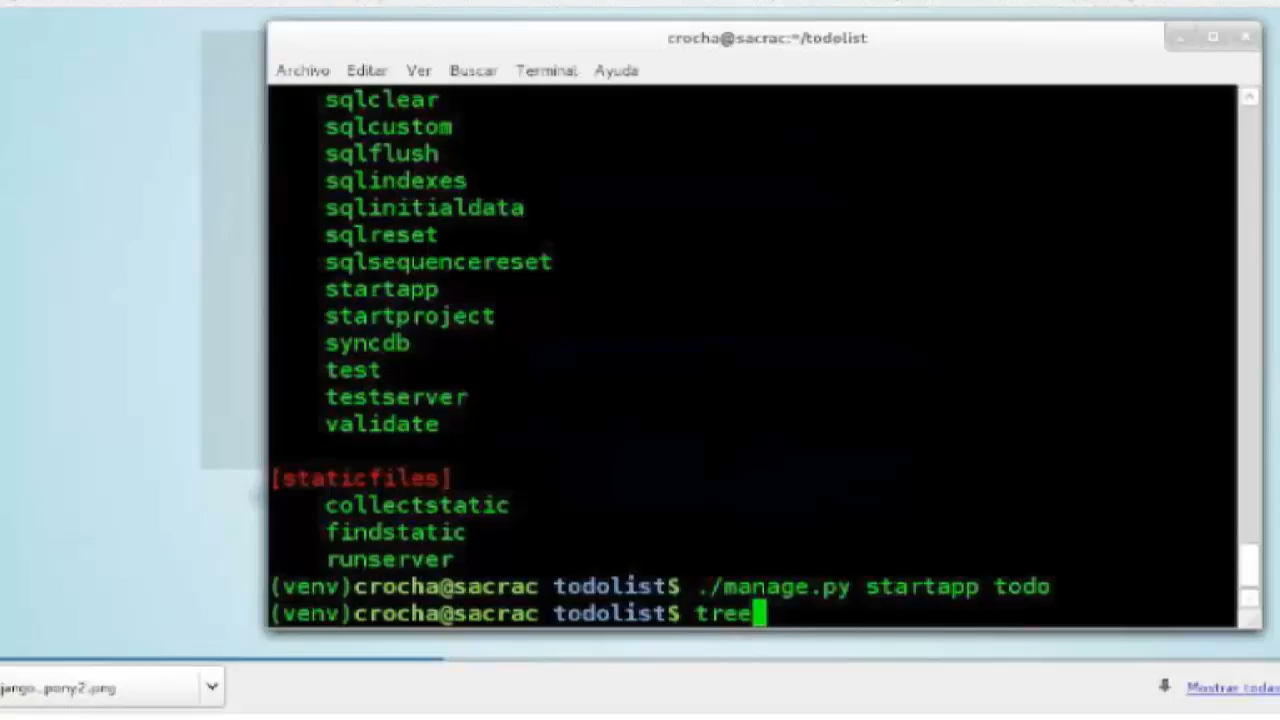 crocha@sacrac:~/todolist
Archivo Editar Ver Buscar Terminal Ayuda
sqlclear
sqlcustom
sqlflush
sqlindexes
sqlinitialdata
sqlreset
sqlsequencereset
startapp
startproject
syncdb
test
testserver
validate
[staticfiles]
collectstatic
findstatic
runserver
(venv)crocha@sacrac todolist$ ./manage.py startapp todo
(venv)crocha@sacrac todolist$ tree
jango_pony2.png
Mostrar todas